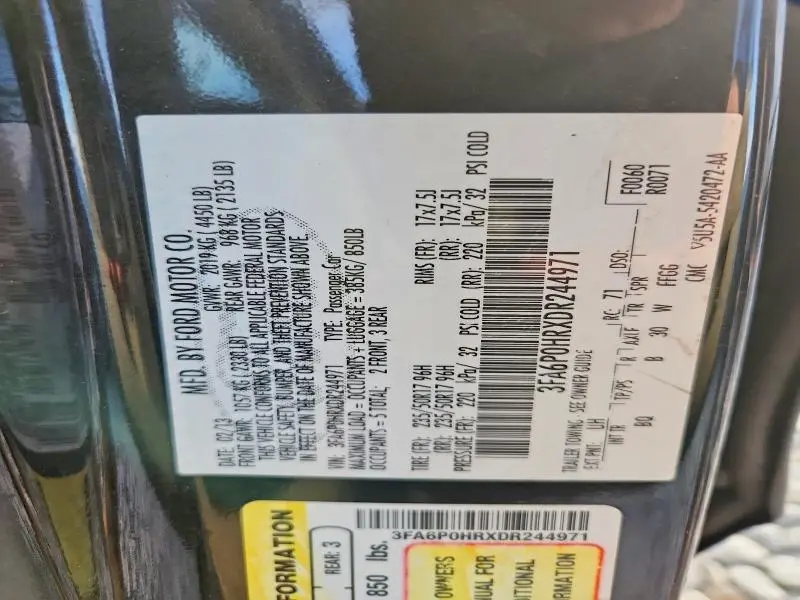 MFD. BY FORD MOTOR CO.
DATE: 02/13 GVWR: 2019 KG ( 4450 LB)
FRONT GAWR: 1057 KG ( 2330 LB) REAR GAWR: 968 KG ( 2135 LB)
THIS VEHICLE CONFORMS TO ALL APPLICABLE FEDERAL MOTOR
VEHICLE SAFETY, BUMPER, AND THEFT PREVENTION STANDARDS
IN EFFECT ON THE DATE OF MANUFACTURE SHOWN ABOVE.
VIN: 3FA6P0HRXDR244971 TYPE: Passenger Car
MAXIMUM LOAD = OCCUPANTS + LUGGAGE = 385KG/ 850LB
OCCUPANTS = 5 TOTAL: 2 FRONT, 3 REAR
TIRE (FR): 235/50R17 96H RIMS (FR): 17x7.5J
(RR): 235/50R17 96H (RR): 17x7.5J
PRESSURE (FR): 220 kPa/ 32 PSI COLD (RR): 220 kPa/ 32 PSI COLD
3FA6P0HRXDR244971
TRAILER TOWING - SEE OWNER GUIDE F0060
EXT PNT: UH RC: 71 DSO: R0071
INT TR TP/PS R AXLE TR SPR
BQ B 30 W FFGG
CMC V5U5A-5420472-AA
3FA6P0HRXDR244971
FORMATION
REAR: 3
850 lbs.
OWNERS
NUAL FOR
DITIONAL
ORMATION